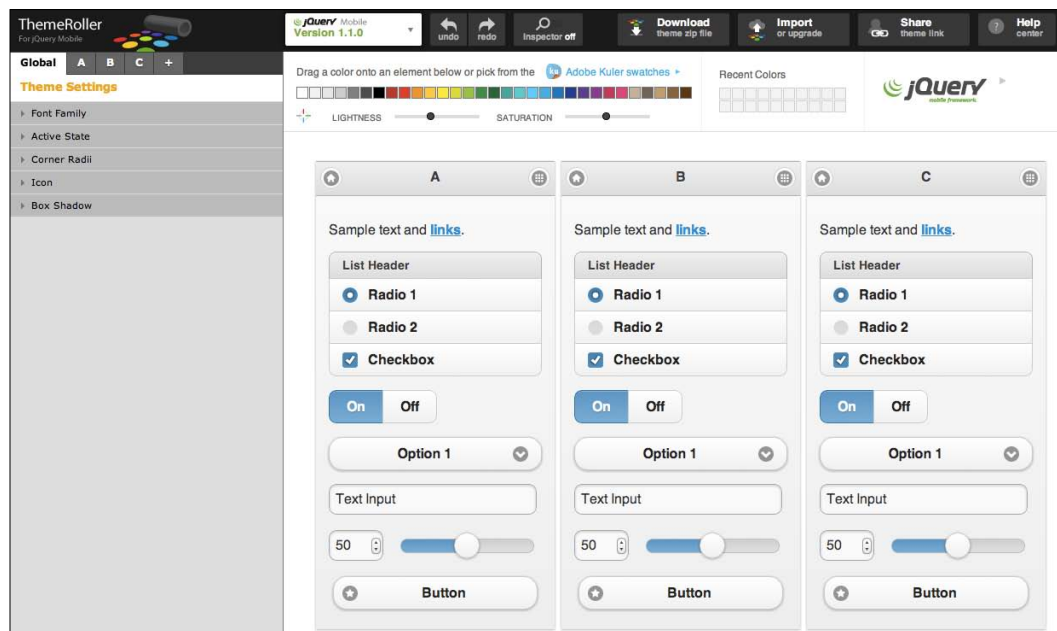 ThemeRoller
For jQuery Mobile
jQuery Mobile
Version 1.1.0
undo
redo
Inspector off
Download
theme zip file
Import
or upgrade
Share
theme link
? Help
center
Global A B C +
Theme Settings
Font Family
Active State
Corner Radii
Icon
Box Shadow
Drag a color onto an element below or pick from the ku Adobe Kuler swatches
LIGHTNESS
SATURATION
Recent Colors
jQuery
mobile framework
A
Sample text and links.
List Header
Radio 1
Radio 2
Checkbox
On Off
Option 1
Text Input
50
Button
B
Sample text and links.
List Header
Radio 1
Radio 2
Checkbox
On Off
Option 1
Text Input
50
Button
C
Sample text and links.
List Header
Radio 1
Radio 2
Checkbox
On Off
Option 1
Text Input
50
Button